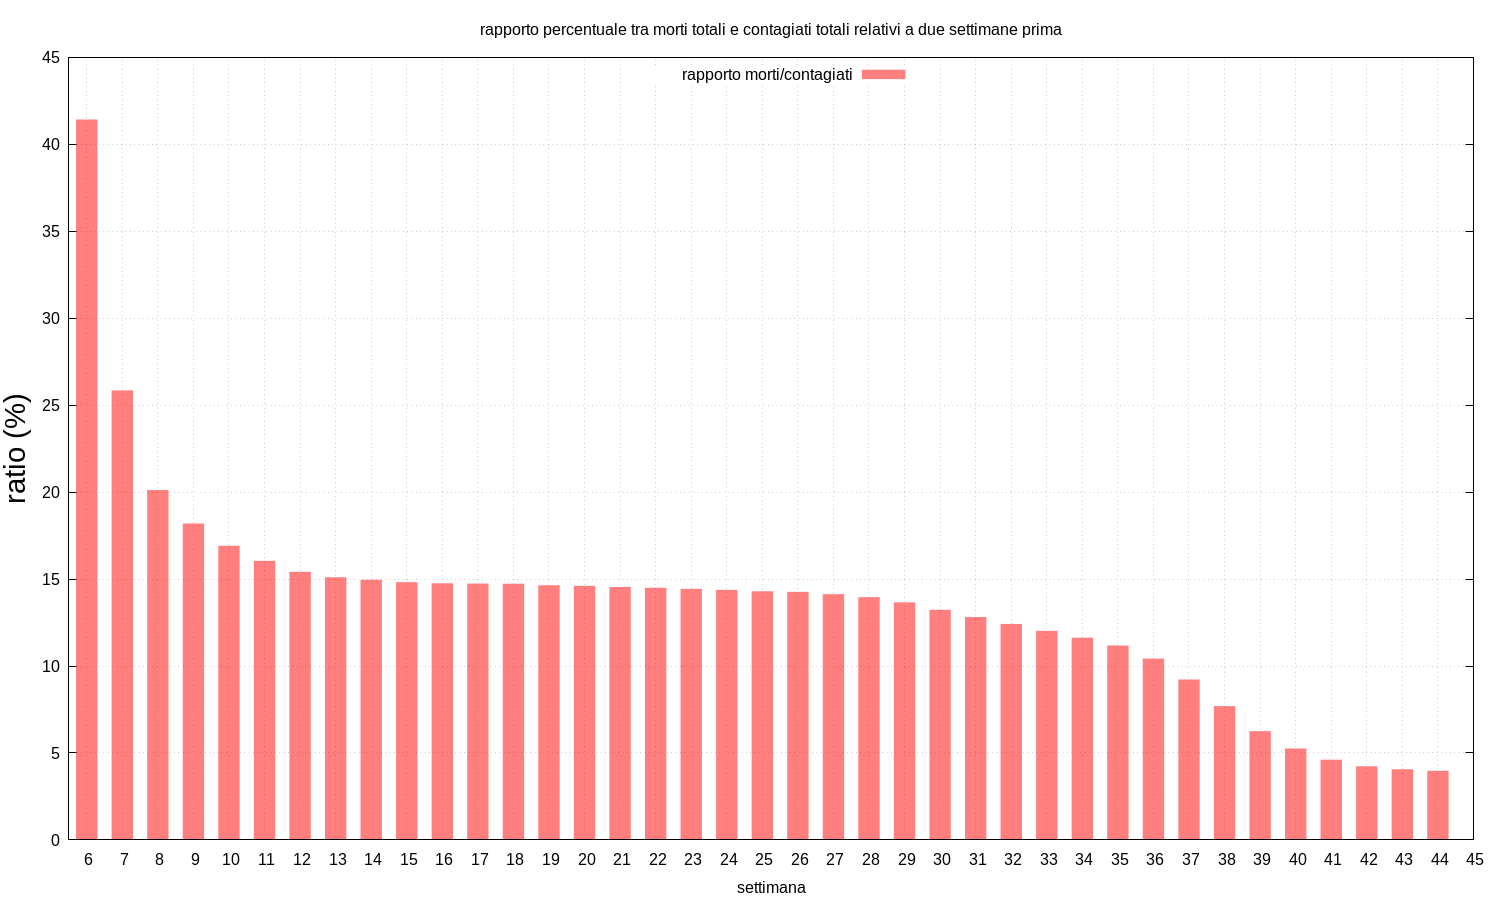 rapporto percentuale tra morti totali e contagiati totali relativi a due settimane prima
rapporto morti/contagiati
45
40
35
30
25
20
15
10
5
0
ratio (%)
6 7 8 9 10 11 12 13 14 15 16 17 18 19 20 21 22 23 24 25 26 27 28 29 30 31 32 33 34 35 36 37 38 39 40 41 42 43 44 45
settimana